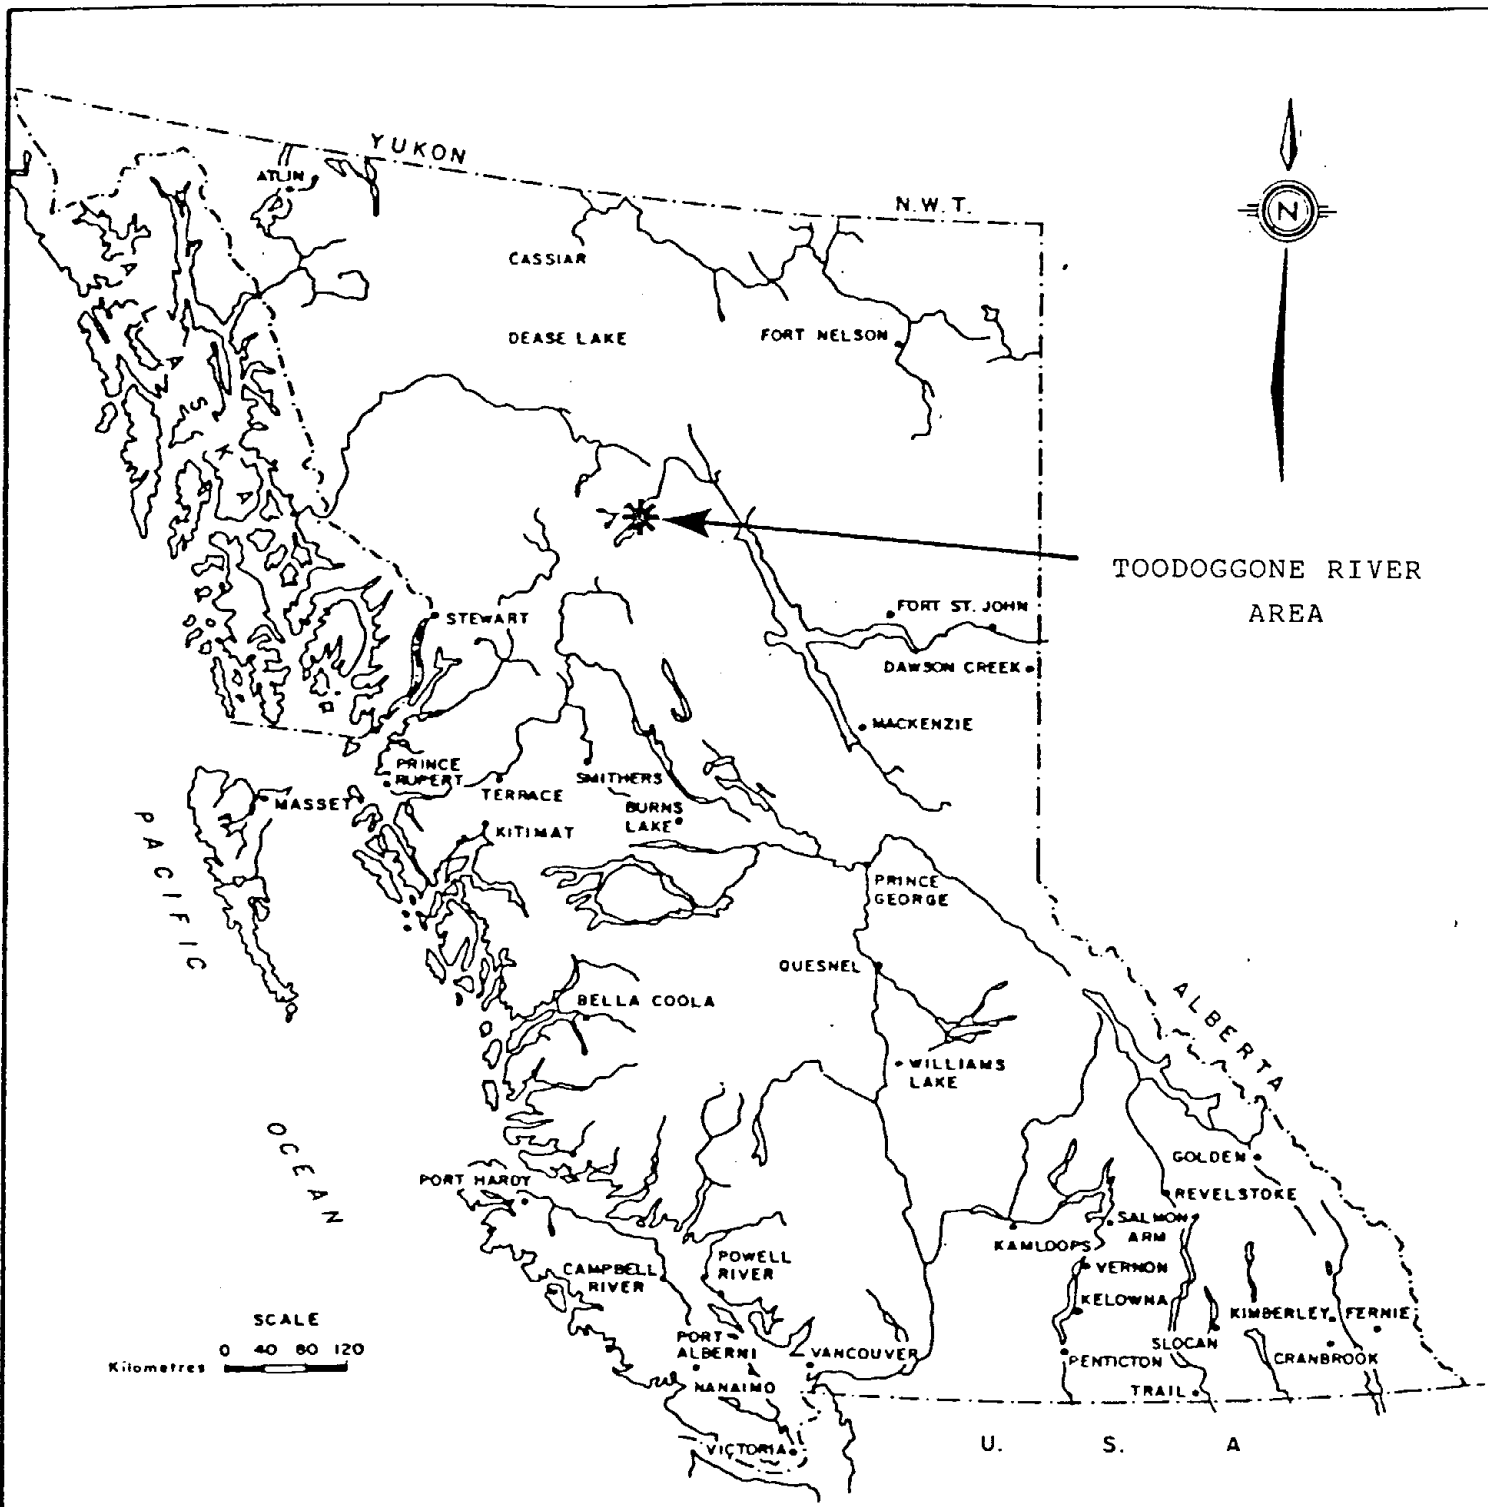 YUKON
ATLIN
N.W.T.
N
CASSIAR
DEASE LAKE
FORT NELSON
ALASKA
TOODOGGONE RIVER
AREA
STEWART
FORT ST. JOHN
DAWSON CREEK
MACKENZIE
PRINCE
RUPERT
TERRACE
SMITHERS
MASSET
BURNS
LAKE
KITIMAT
PACIFIC
PRINCE
GEORGE
QUESNEL
BELLA COOLA
ALBERTA
WILLIAMS
LAKE
OCEAN
GOLDEN
PORT HARDY
REVELSTOKE
SALMON
ARM
KAMLOOPS
CAMPBELL
RIVER
POWELL
RIVER
VERNON
KELOWNA
SCALE
0 40 80 120
Kilometres
KIMBERLEY
FERNIE
PORT
ALBERNI
SLOCAN
VANCOUVER
PENTICTON
CRANBROOK
NANAIMO
TRAIL
VICTORIA
U. S. A